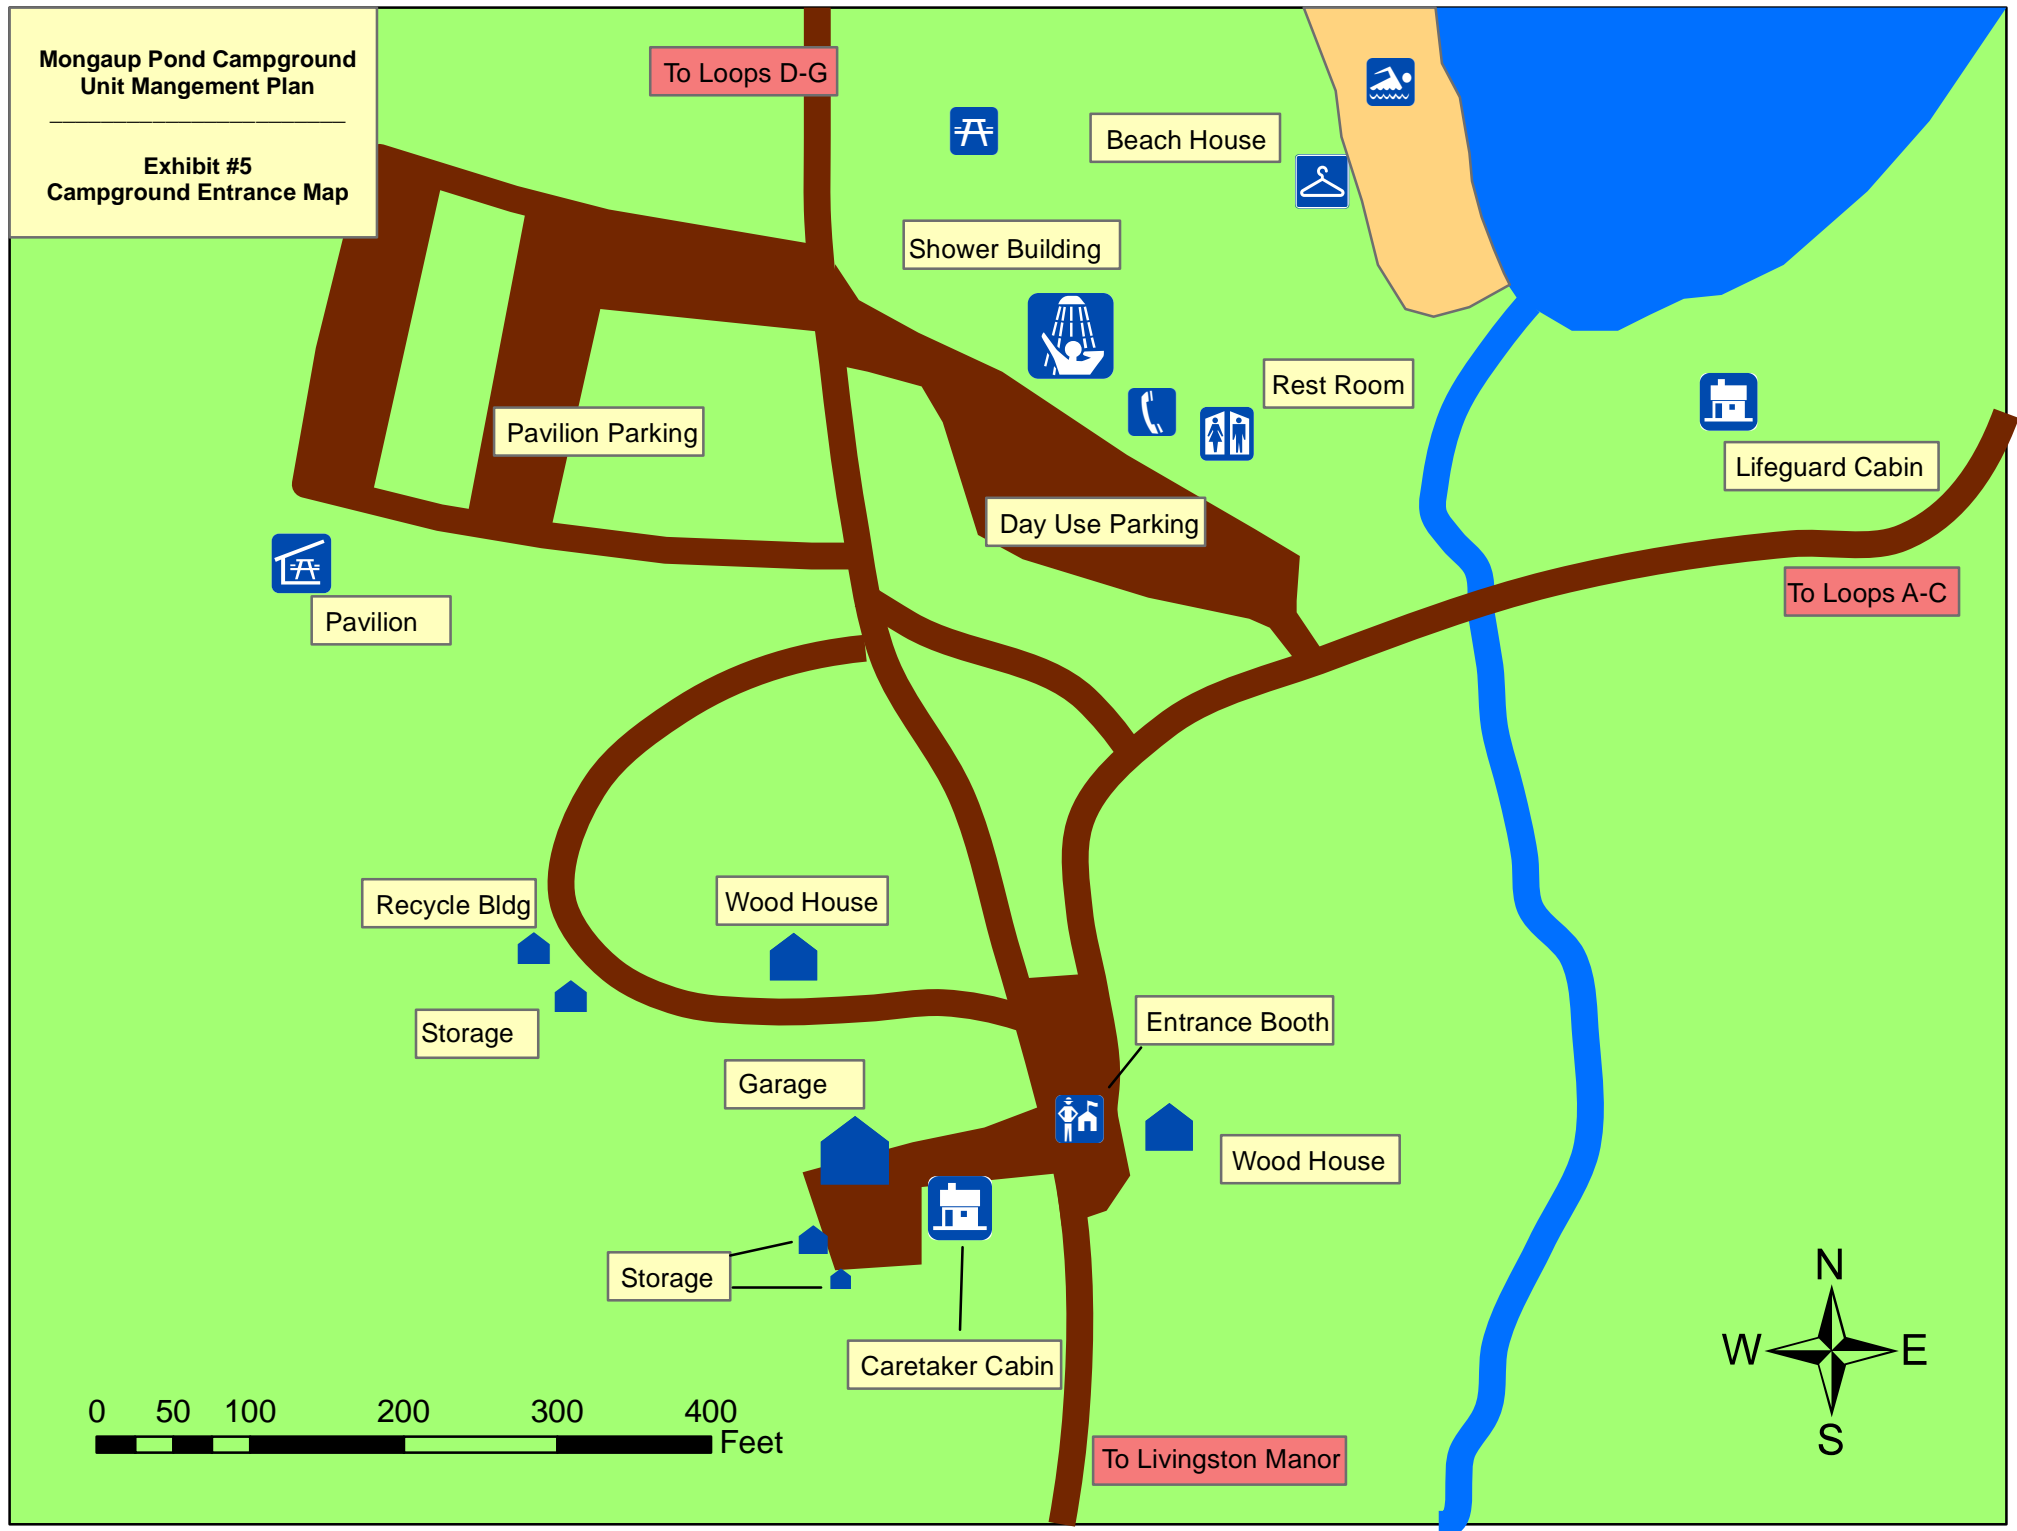 Mongaup Pond Campground
Unit Mangement Plan
_______________________
Exhibit #5
Campground Entrance Map
To Loops D-G
Beach House
Shower Building
Rest Room
Pavilion Parking
Lifeguard Cabin
Day Use Parking
To Loops A-C
Pavilion
Recycle Bldg
Wood House
Storage
Entrance Booth
Garage
Wood House
Storage
Caretaker Cabin
N
W E
S
0 50 100 200 300 400
Feet
To Livingston Manor